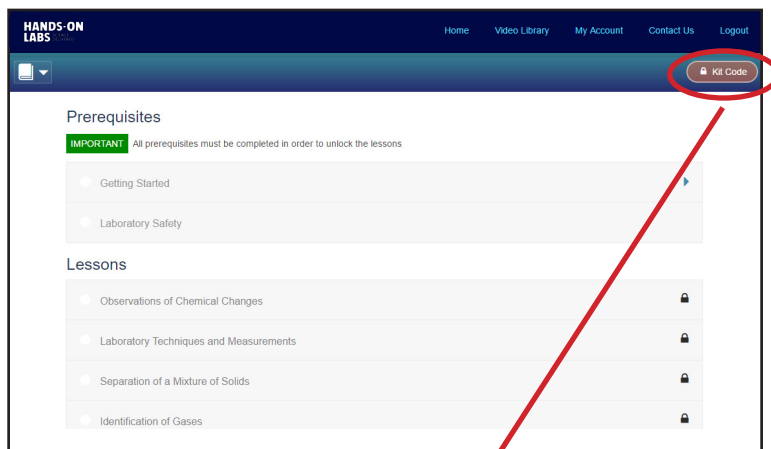 HANDS-ON
LABS
Home Video Library My Account Contact Us Logout
Kit Code
Prerequisites
IMPORTANT All prerequisites must be completed in order to unlock the lessons
Getting Started
Laboratory Safety
Lessons
Observations of Chemical Changes
Laboratory Techniques and Measurements
Separation of a Mixture of Solids
Identification of Gases